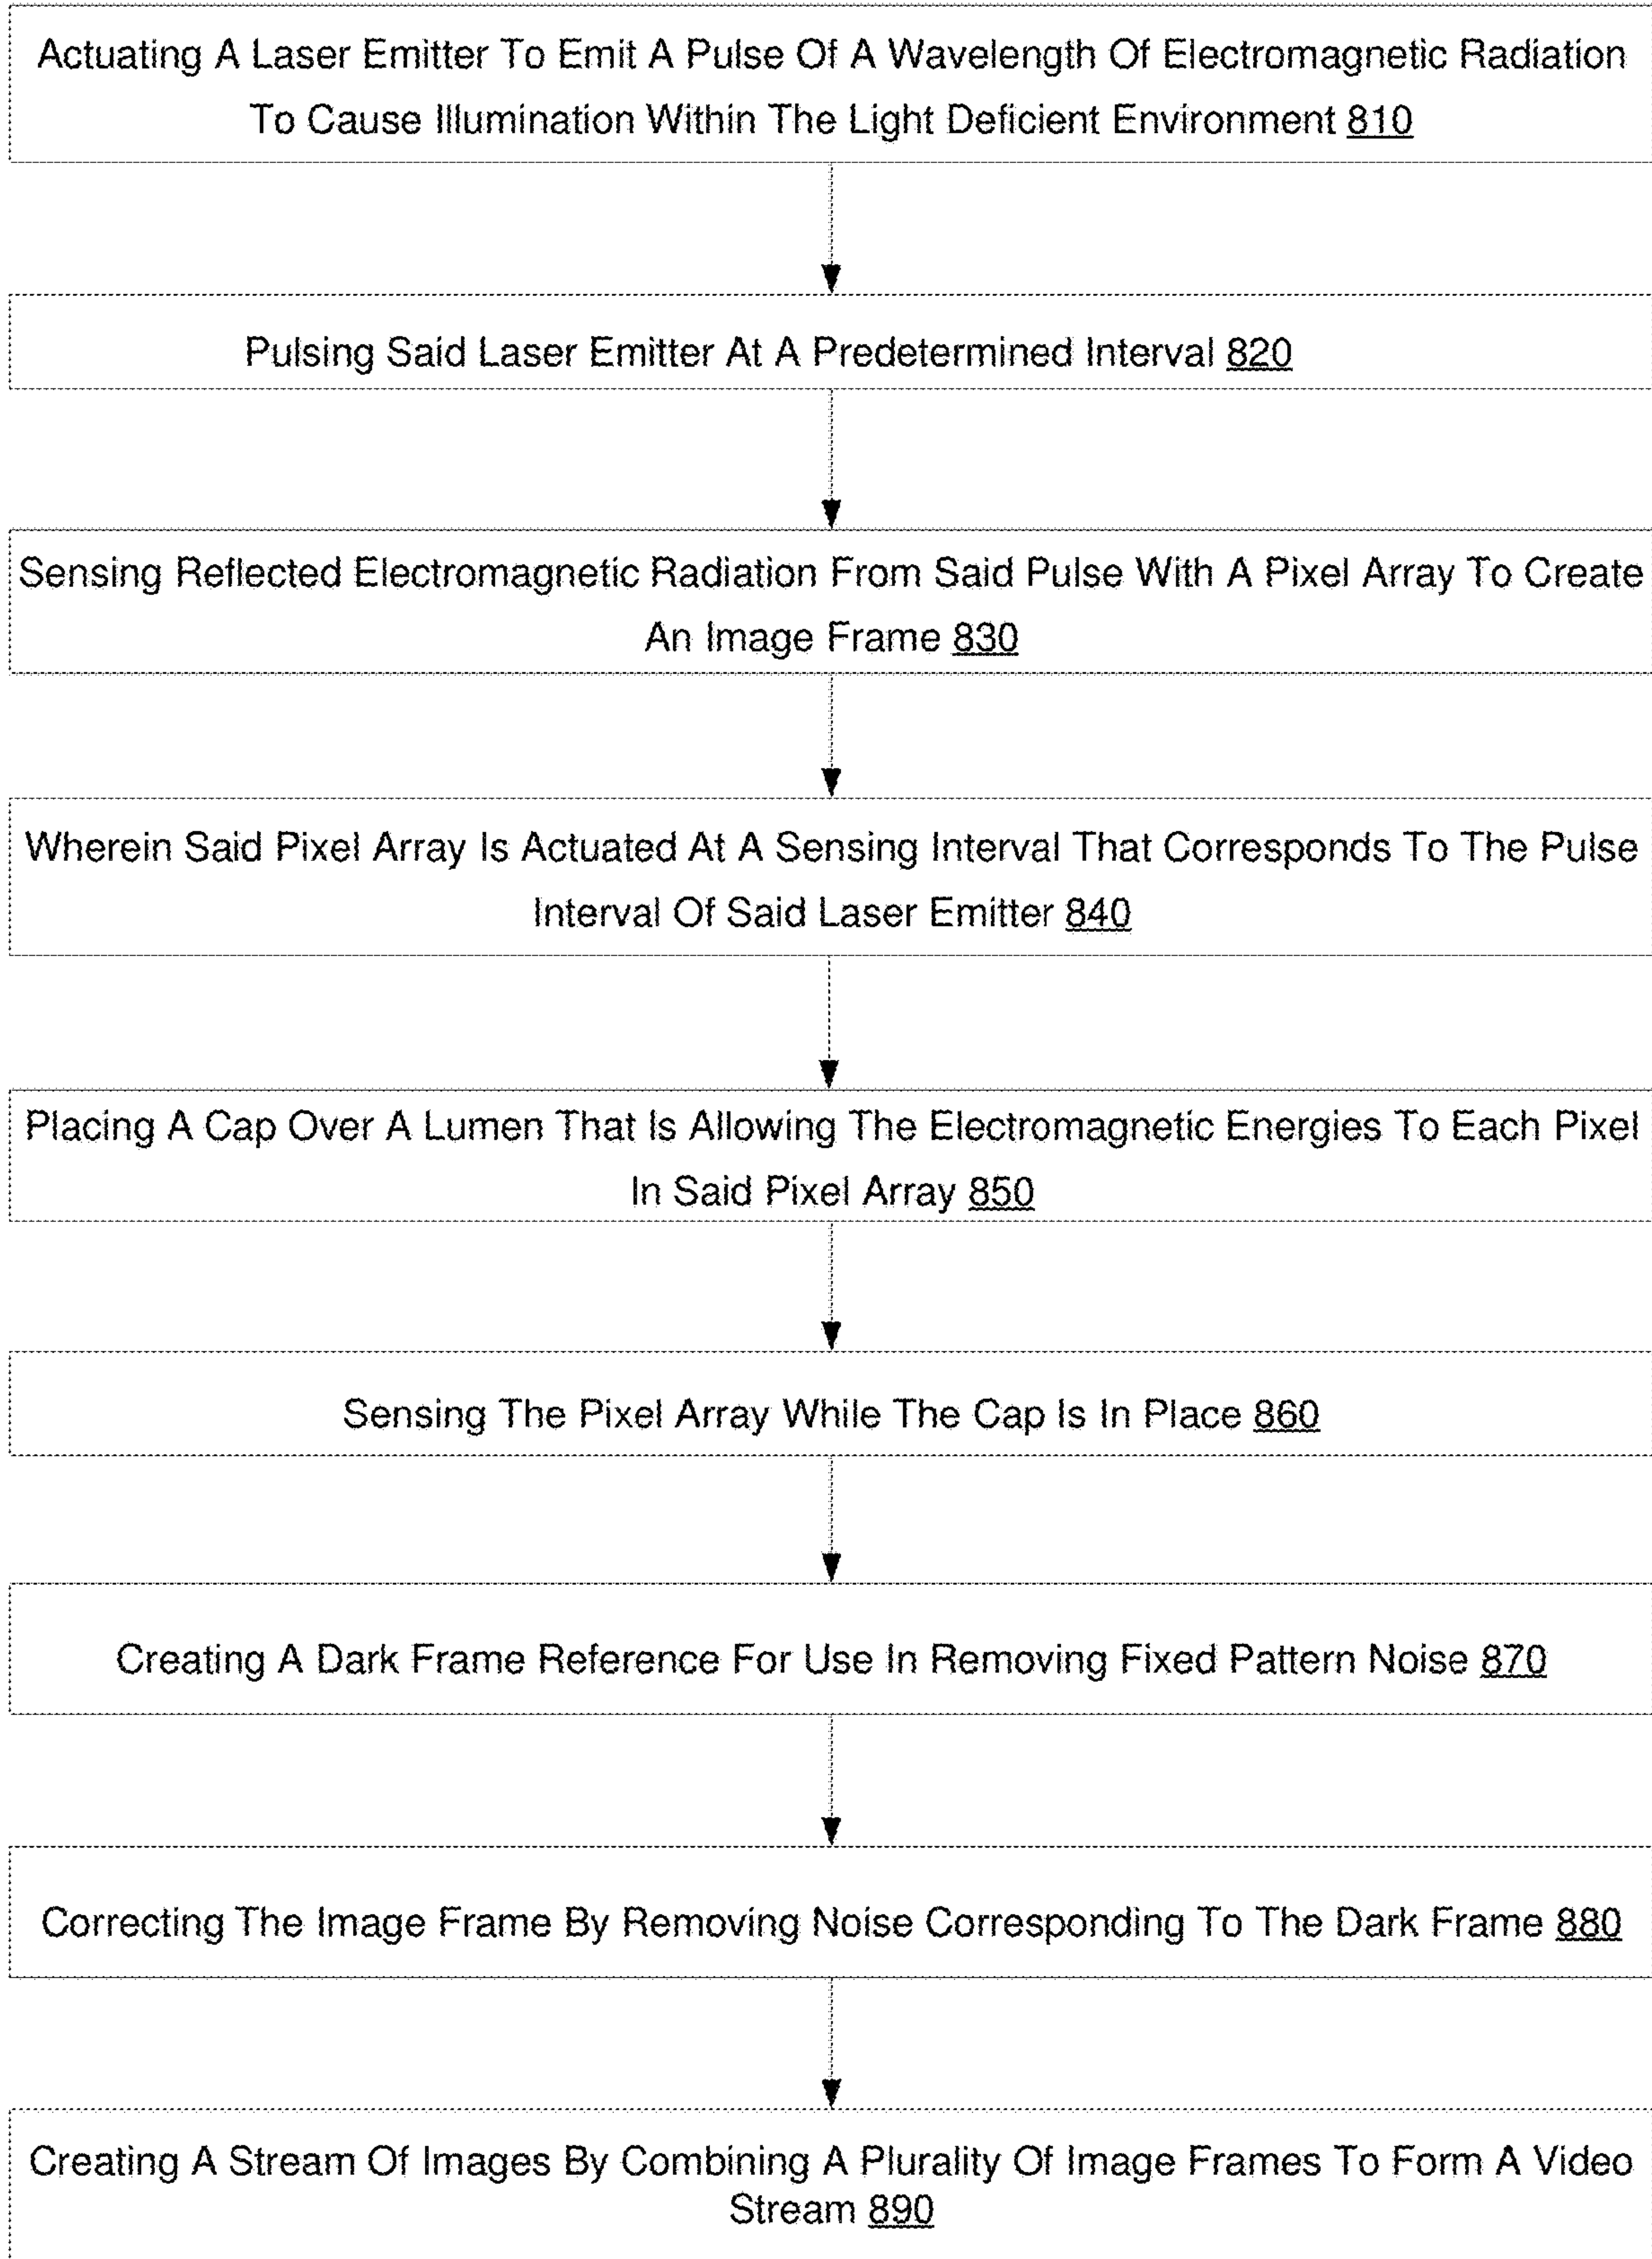 Actuating A Laser Emitter To Emit A Pulse Of A Wavelength Of Electromagnetic Radiation
To Cause Illumination Within The Light Deficient Environment 810
Pulsing Said Laser Emitter At A Predetermined Interval 820
Sensing Reflected Electromagnetic Radiation From Said Pulse With A Pixel Array To Create
An Image Frame 830
Wherein Said Pixel Array Is Actuated At A Sensing Interval That Corresponds To The Pulse
Interval Of Said Laser Emitter 840
Placing A Cap Over A Lumen That Is Allowing The Electromagnetic Energies To Each Pixel
In Said Pixel Array 850
Sensing The Pixel Array While The Cap Is In Place 860
Creating A Dark Frame Reference For Use In Removing Fixed Pattern Noise 870
Correcting The Image Frame By Removing Noise Corresponding To The Dark Frame 880
Creating A Stream Of Images By Combining A Plurality Of Image Frames To Form A Video
Stream 890